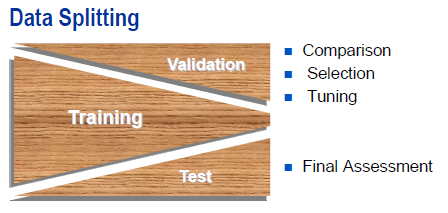 Data Splitting
Validation
Training
Test
Comparison
Selection
Tuning
Final Assessment